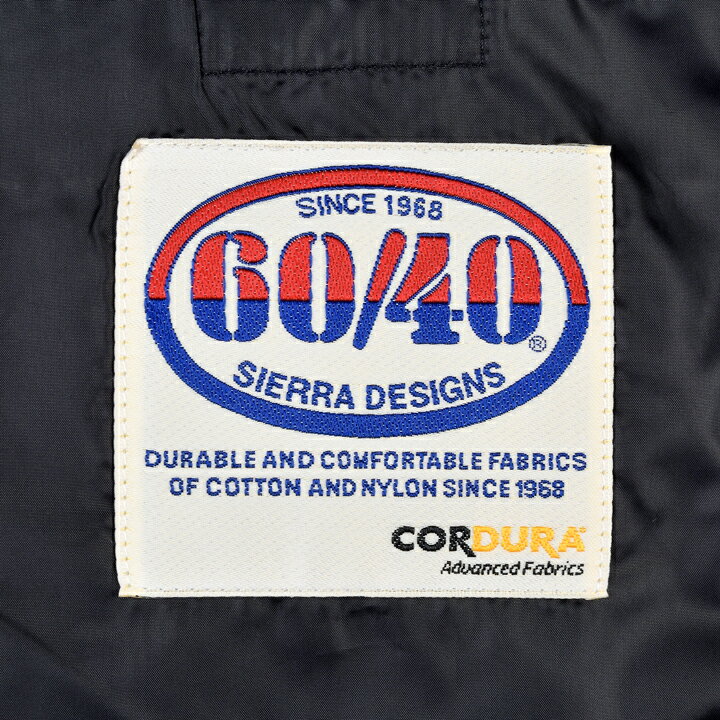 SINCE 1968
60/40®
SIERRA DESIGNS
DURABLE AND COMFORTABLE FABRICS
OF COTTON AND NYLON SINCE 1968
CORDURA
Advanced Fabrics